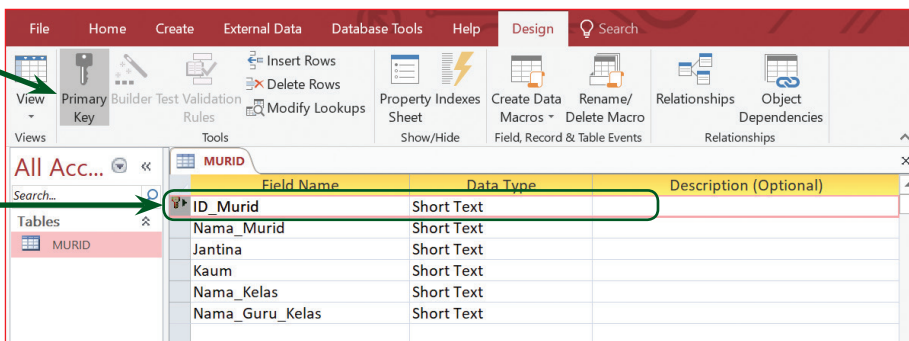 File Home Create External Data Database Tools Help Design Search
View
Primary Key
Builder
Test Validation Rules
Insert Rows
Delete Rows
Modify Lookups
Property Sheet
Indexes
Create Data Macros
Rename/ Delete Macro
Relationships
Object Dependencies
Views Tools Show/Hide Field, Record & Table Events Relationships
All Acc... «
MURID
Search...
Tables
MURID
Field Name Data Type Description (Optional)
ID_Murid Short Text
Nama_Murid Short Text
Jantina Short Text
Kaum Short Text
Nama_Kelas Short Text
Nama_Guru_Kelas Short Text